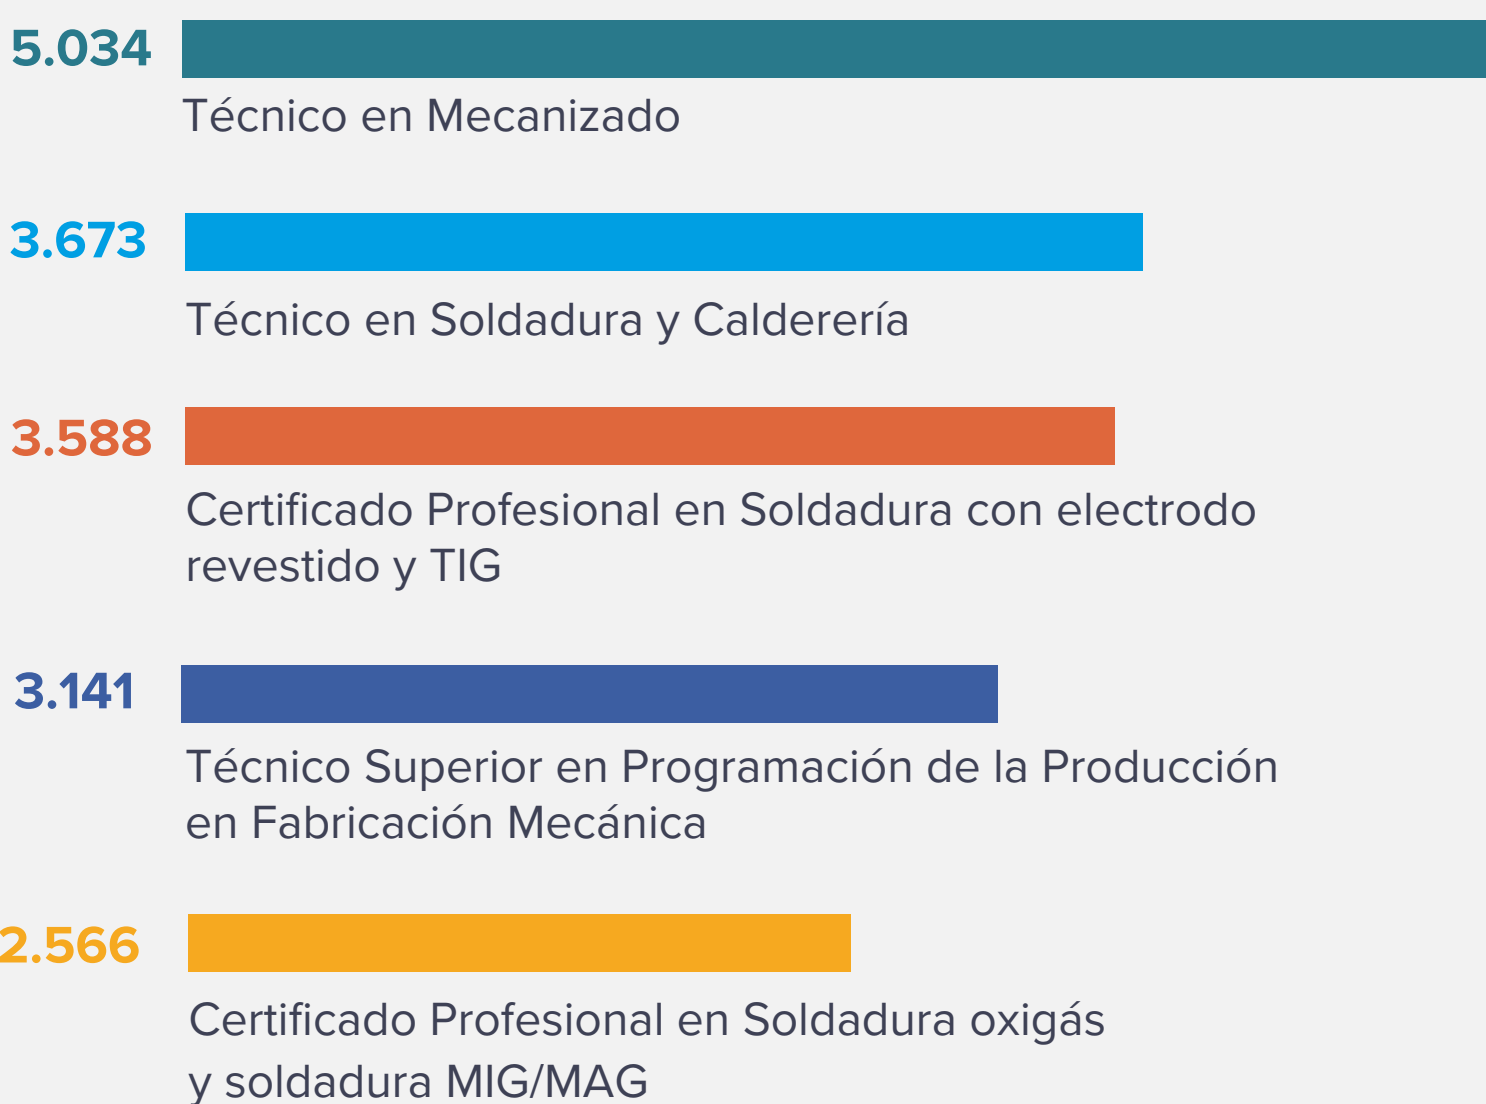 5.034
Técnico en Mecanizado
3.673
Técnico en Soldadura y Calderería
3.588
Certificado Profesional en Soldadura con electrodo
revestido y TIG
3.141
Técnico Superior en Programación de la Producción
en Fabricación Mecánica
2.566
Certificado Profesional en Soldadura oxigás
y soldadura MIG/MAG